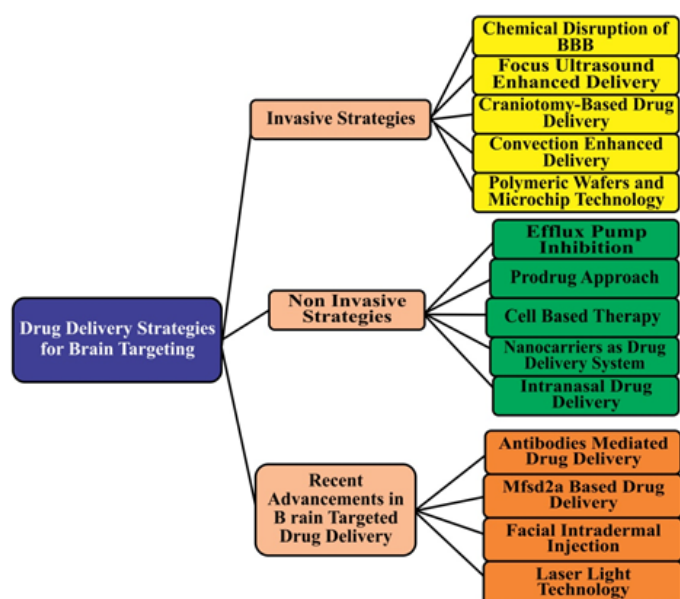 Drug Delivery Strategies
for Brain Targeting
Invasive Strategies
Chemical Disruption of
BBB
Focus Ultrasound
Enhanced Delivery
Craniotomy-Based Drug
Delivery
Convection Enhanced
Delivery
Polymeric Wafers and
Microchip Technology
Non Invasive
Strategies
Efflux Pump
Inhibition
Prodrug Approach
Cell Based Therapy
Nanocarriers as Drug
Delivery System
Intranasal Drug
Delivery
Recent
Advancements in
B rain Targeted
Drug Delivery
Antibodies Mediated
Drug Delivery
Mfsd2a Based Drug
Delivery
Facial Intradermal
Injection
Laser Light
Technology